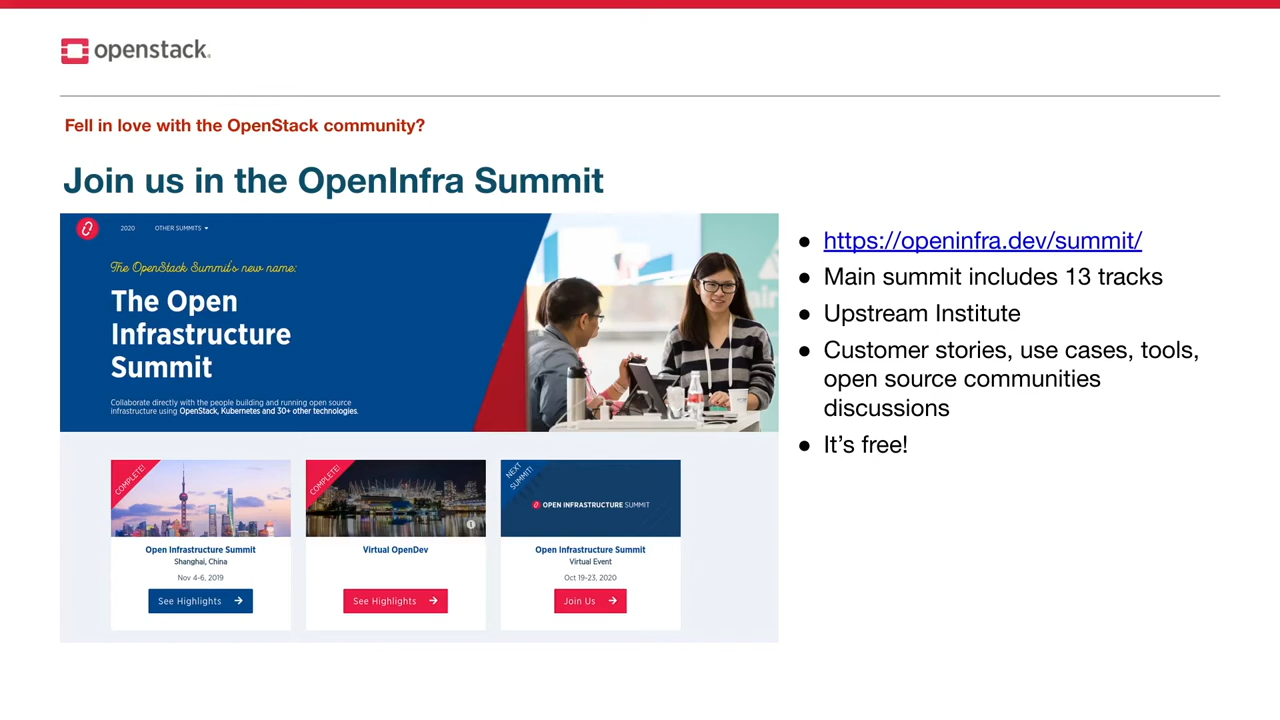 openstack.
Fell in love with the OpenStack community?
Join us in the OpenInfra Summit
2020 OTHER SUMMITS
The OpenStack Summit's new name:
The Open
Infrastructure
Summit
Collaborate directly with the people building and running open source
infrastructure using OpenStack, Kubernetes and 30+ other technologies.
COMPLETE!
Open Infrastructure Summit
Shanghai, China
Nov 4-6, 2019
See Highlights
COMPLETE!
Virtual OpenDev
See Highlights
NEXT
SUMMIT!
OPEN INFRASTRUCTURE SUMMIT
Open Infrastructure Summit
Virtual Event
Oct 19-23, 2020
Join Us
● https://openinfra.dev/summit/
● Main summit includes 13 tracks
● Upstream Institute
● Customer stories, use cases, tools,
open source communities
discussions
● It’s free!